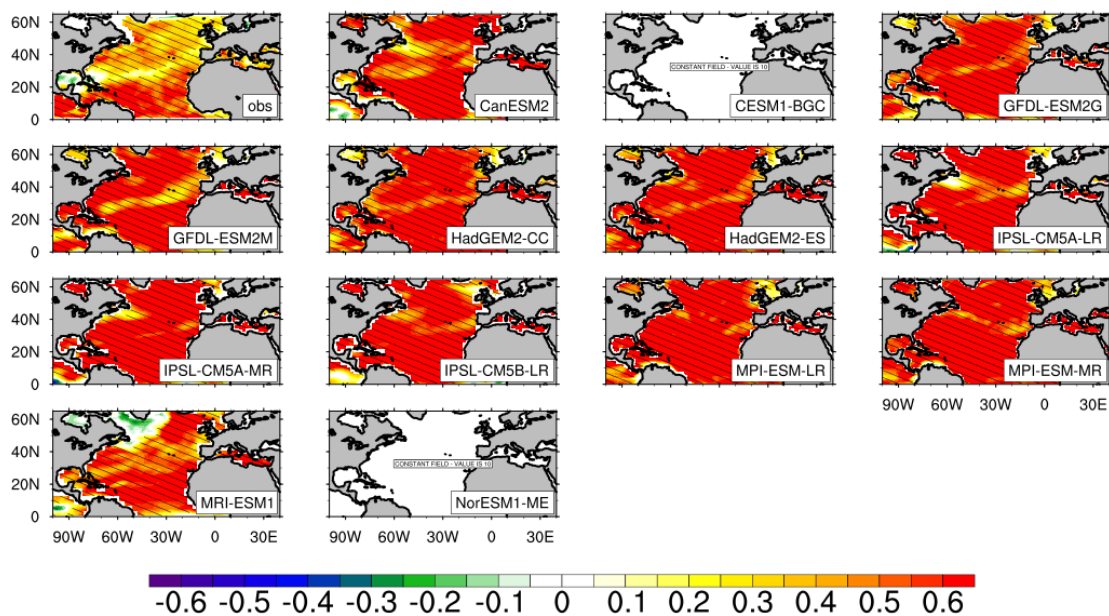 60N
40N
20N
0
obs
CanESM2
CONSTANT FIELD - VALUE IS 10
CESM1-BGC
GFDL-ESM2G
60N
40N
20N
0
GFDL-ESM2M
HadGEM2-CC
HadGEM2-ES
IPSL-CM5A-LR
60N
40N
20N
0
IPSL-CM5A-MR
IPSL-CM5B-LR
MPI-ESM-LR
MPI-ESM-MR
90W 60W 30W 0 30E
60N
40N
20N
0
MRI-ESM1
CONSTANT FIELD - VALUE IS 10
NorESM1-ME
90W 60W 30W 0 30E 90W 60W 30W 0 30E
-0.6 -0.5 -0.4 -0.3 -0.2 -0.1 0 0.1 0.2 0.3 0.4 0.5 0.6